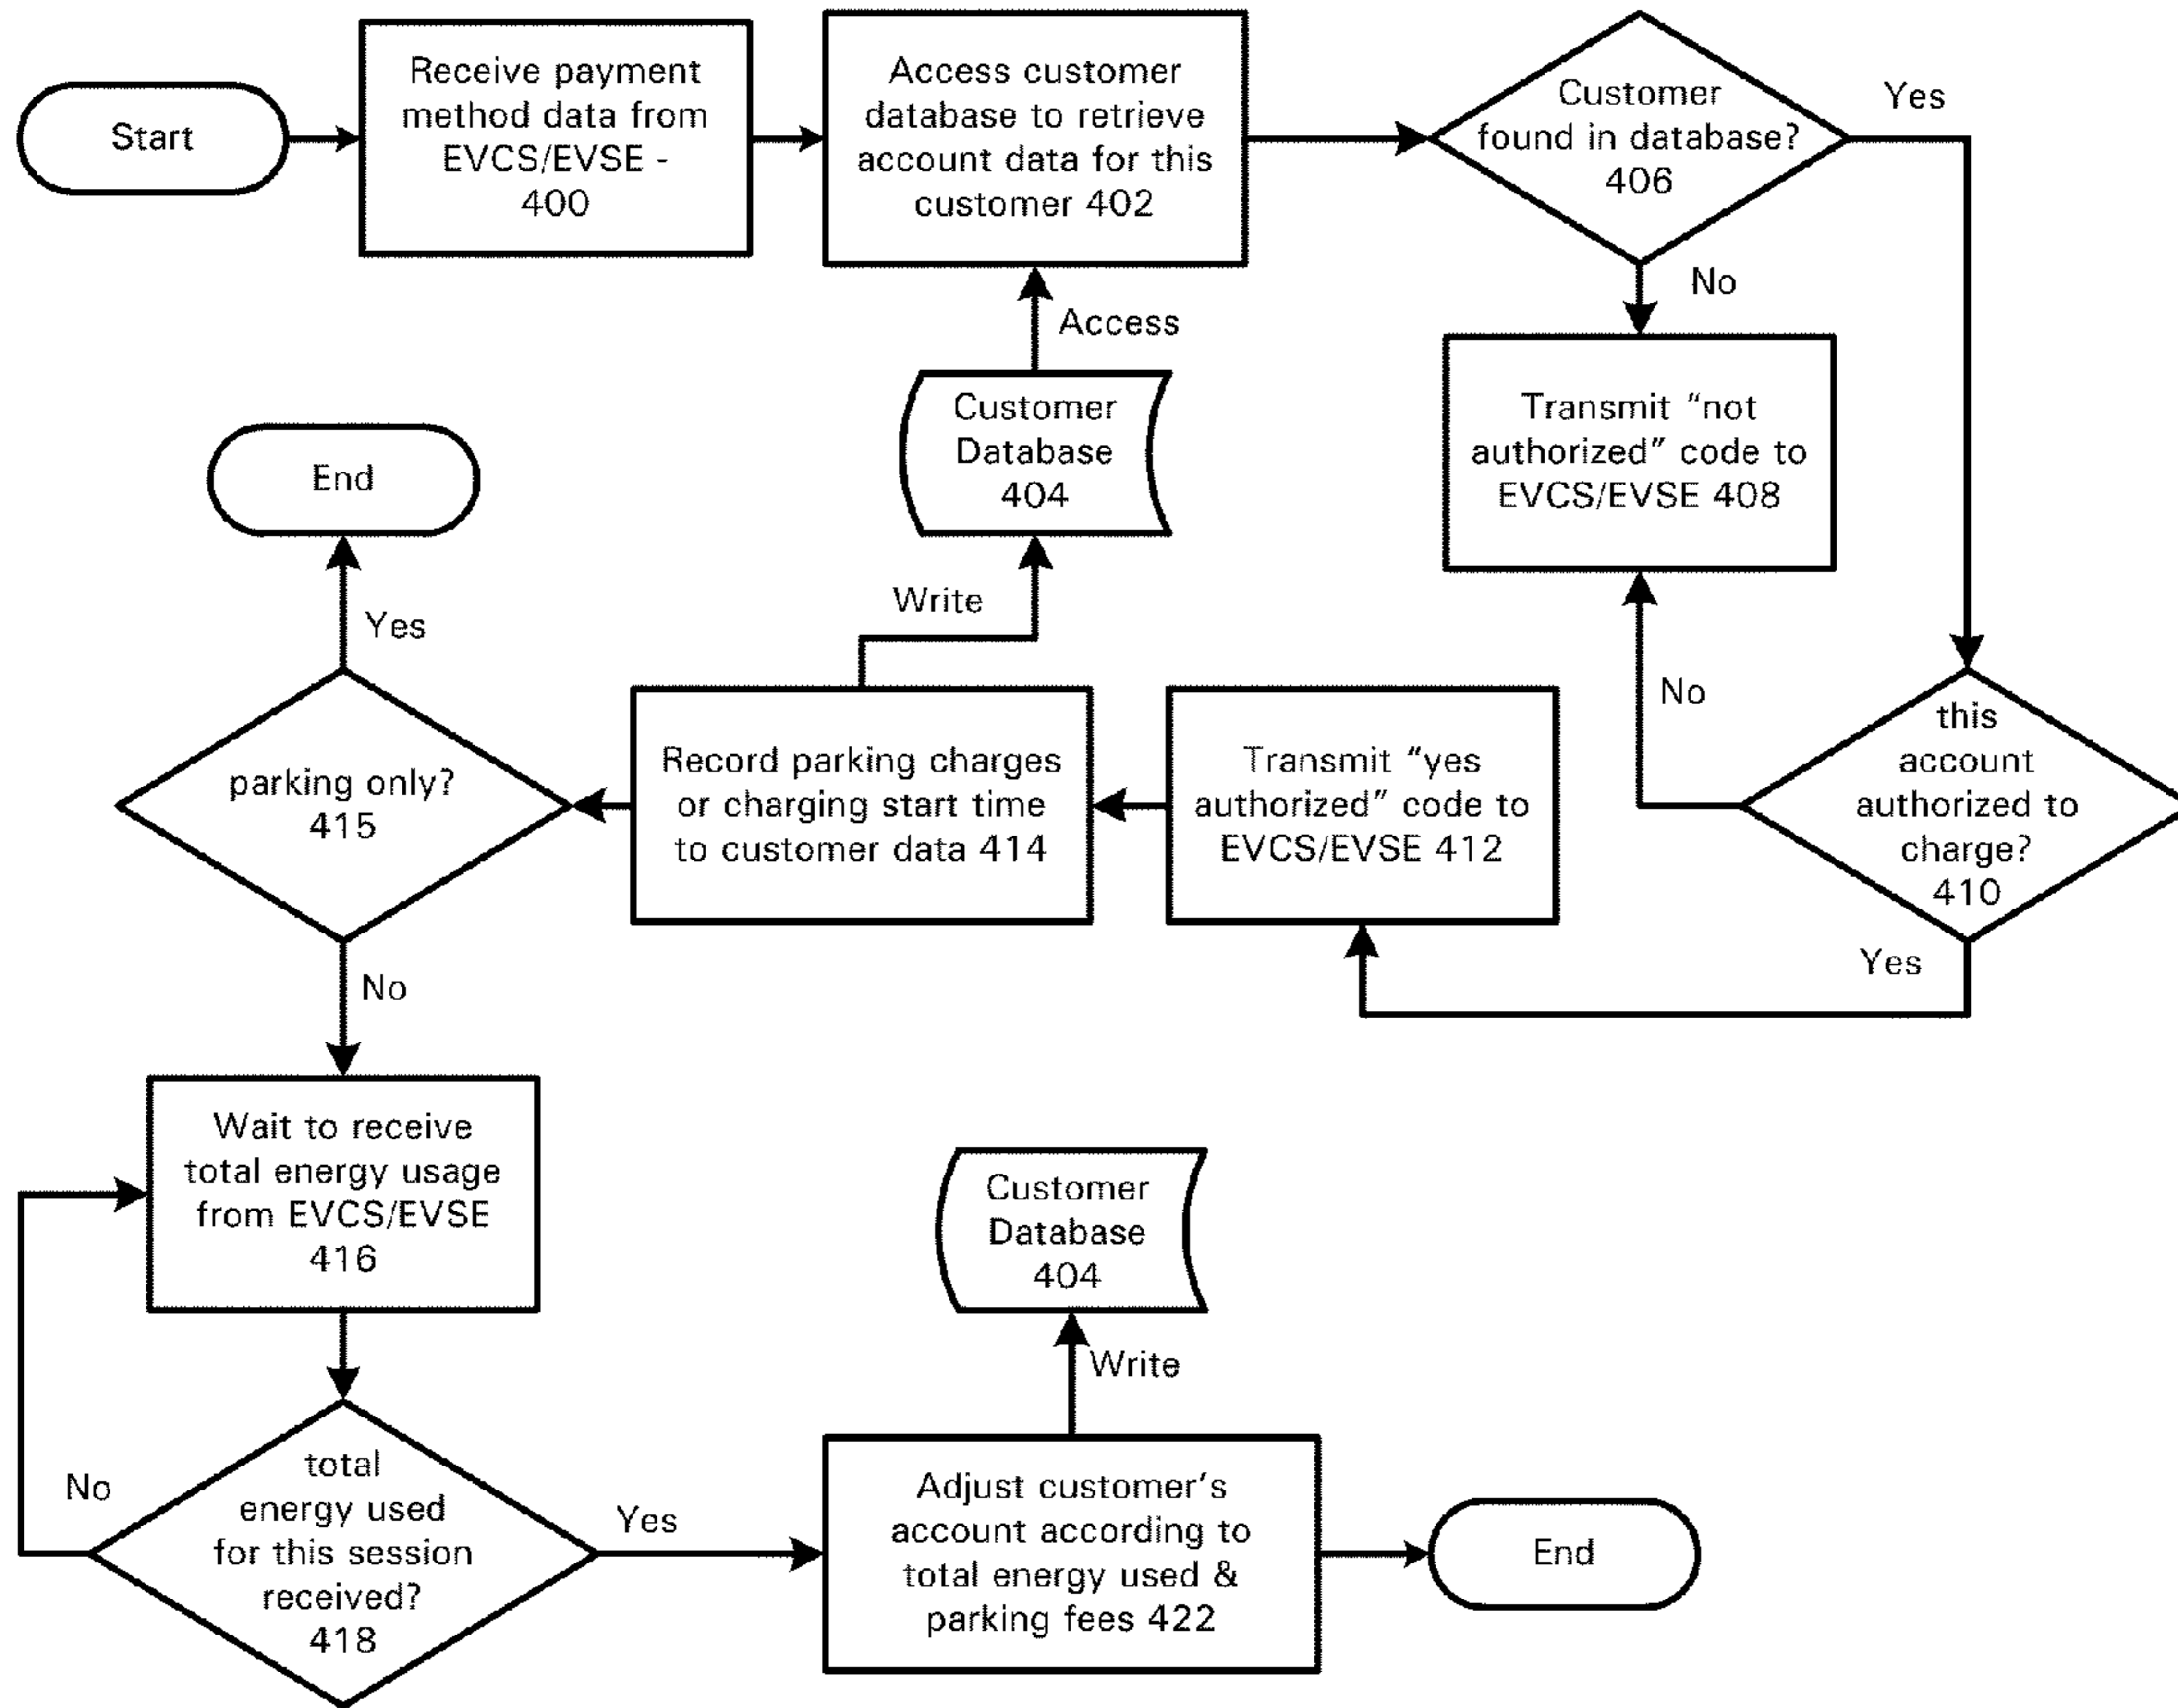 Start
Receive payment
method data from
EVCS/EVSE -
400
Access customer
database to retrieve
account data for this
customer 402
Customer
found in database?
406
Yes
No
Access
Transmit “not
authorized” code to
EVCS/EVSE 408
Customer
Database
404
End
Write
Yes
No
this
account
authorized to
charge?
410
Yes
Transmit “yes
authorized” code to
EVCS/EVSE 412
Record parking charges
or charging start time
to customer data 414
parking only?
415
No
Wait to receive
total energy usage
from EVCS/EVSE
416
Customer
Database
404
Write
total
energy used
for this session
received?
418
No
Yes
Adjust customer’s
account according to
total energy used &
parking fees 422
End